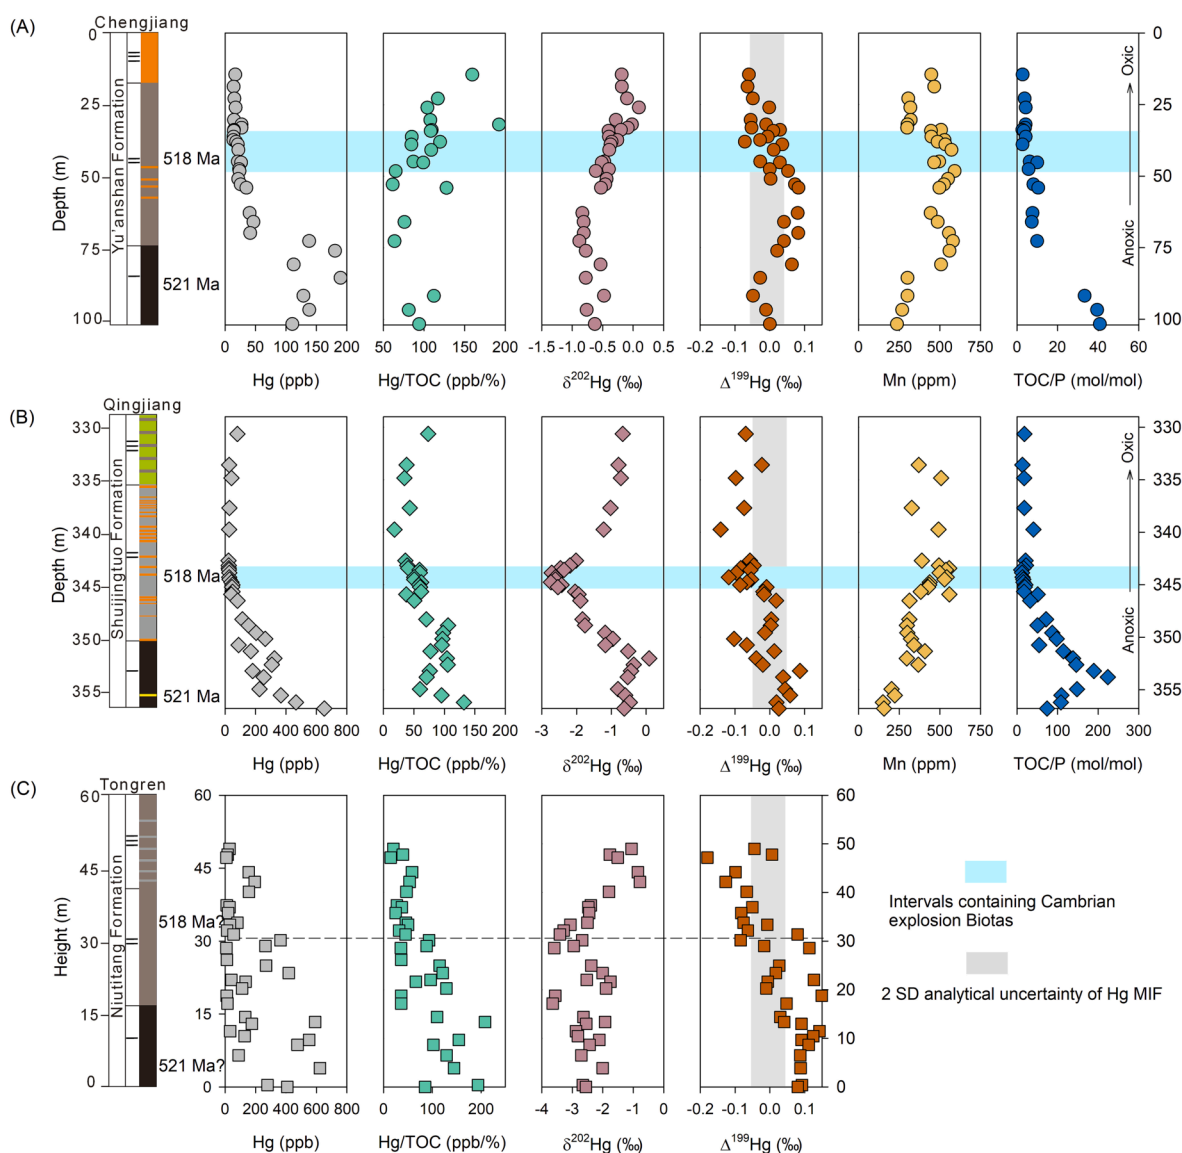 (A)
Chengjiang
0
25
50
75
100
Depth (m)
Yu'anshan Formation
518 Ma
521 Ma
0 50 100 150 200
Hg (ppb)
50 100 150 200
Hg/TOC (ppb/%)
-1.5 -1.0 -0.5 0.0 0.5
δ202Hg (‰)
-0.2 -0.1 0.0 0.1
Δ199Hg (‰)
0 250 500 750
Mn (ppm)
0 20 40 60
TOC/P (mol/mol)
Oxic
Anoxic
0
25
50
75
100
(B)
Qingjiang
330
335
340
345
350
355
Depth (m)
Shuijingtuo Formation
518 Ma
521 Ma
0 200 400 600 800
Hg (ppb)
0 50 100 150 200
Hg/TOC (ppb/%)
-3 -2 -1 0
δ202Hg (‰)
-0.2 -0.1 0.0 0.1
Δ199Hg (‰)
0 250 500 750
Mn (ppm)
0 100 200 300
TOC/P (mol/mol)
Oxic
Anoxic
330
335
340
345
350
355
(C)
Tongren
60
45
30
15
0
Height (m)
Niutitang Formation
518 Ma?
521 Ma?
60
45
30
15
0
0 200 400 600 800
Hg (ppb)
0 100 200
Hg/TOC (ppb/%)
-4 -3 -2 -1 0
δ202Hg (‰)
-0.2 -0.1 0.0 0.1
Δ199Hg (‰)
60
50
40
30
20
10
0
Intervals containing Cambrian
explosion Biotas
2 SD analytical uncertainty of Hg MIF